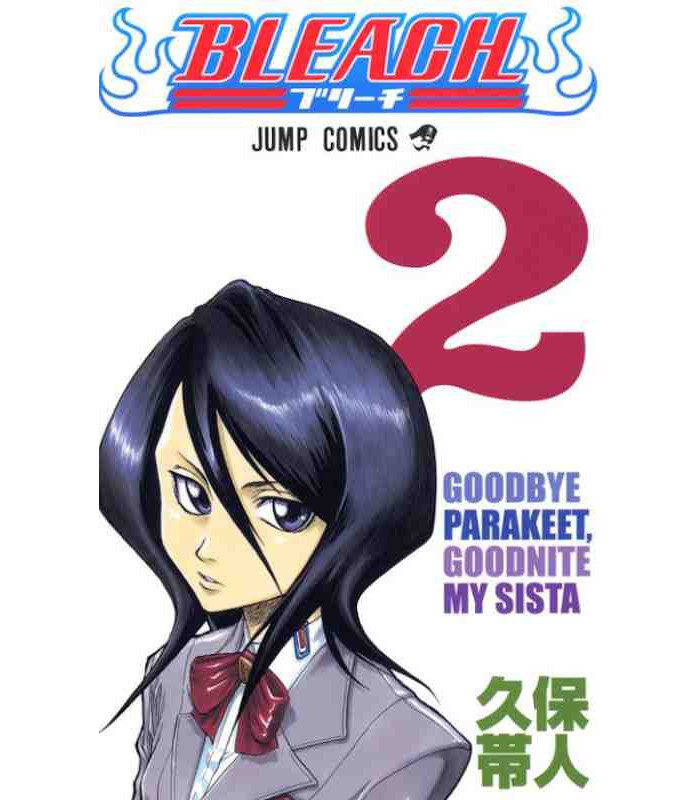 BLEACH
ブリーチ
JUMP COMICS
2
GOODBYE
PARAKEET,
GOODNITE
MY SISTA
久保
帯人